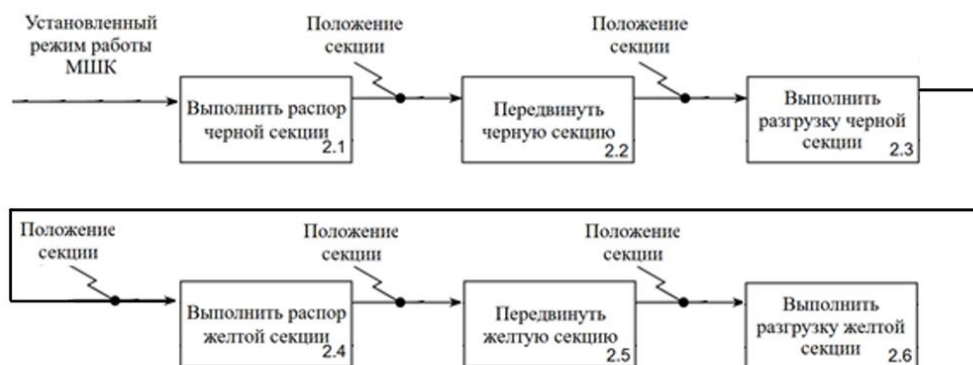 Установленный
режим работы
МШК
Положение
секции
Положение
секции
Выполнить распор
черной секции
2.1
Передвинуть
черную секцию
2.2
Выполнить
разгрузку черной
секции
2.3
Положение
секции
Положение
секции
Положение
секции
Выполнить распор
желтой секции
2.4
Передвинуть
желтую секцию
2.5
Выполнить
разгрузку желтой
секции
2.6